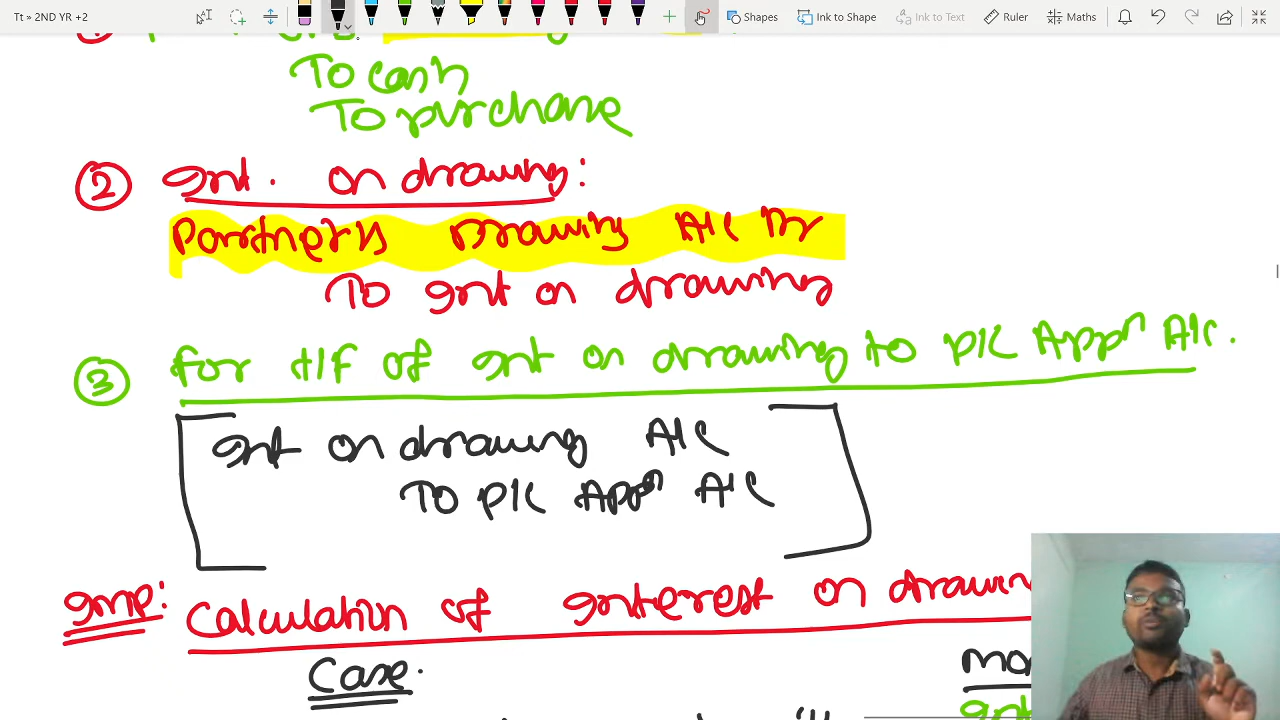 Tt > 2ND YR +2
Shapes
Ink to Shape
Ink to Text
Ruler
Maths
To cash
To purchase
② Int. on drawing:
Partner's Drawing A/C Dr
To Int on drawing
③ for t/f of Int on drawing to P/L Appn A/c.
Int on drawing A/C
To P/L Appn A/C
Imp:
Calculation of Interest on drawin
Case.